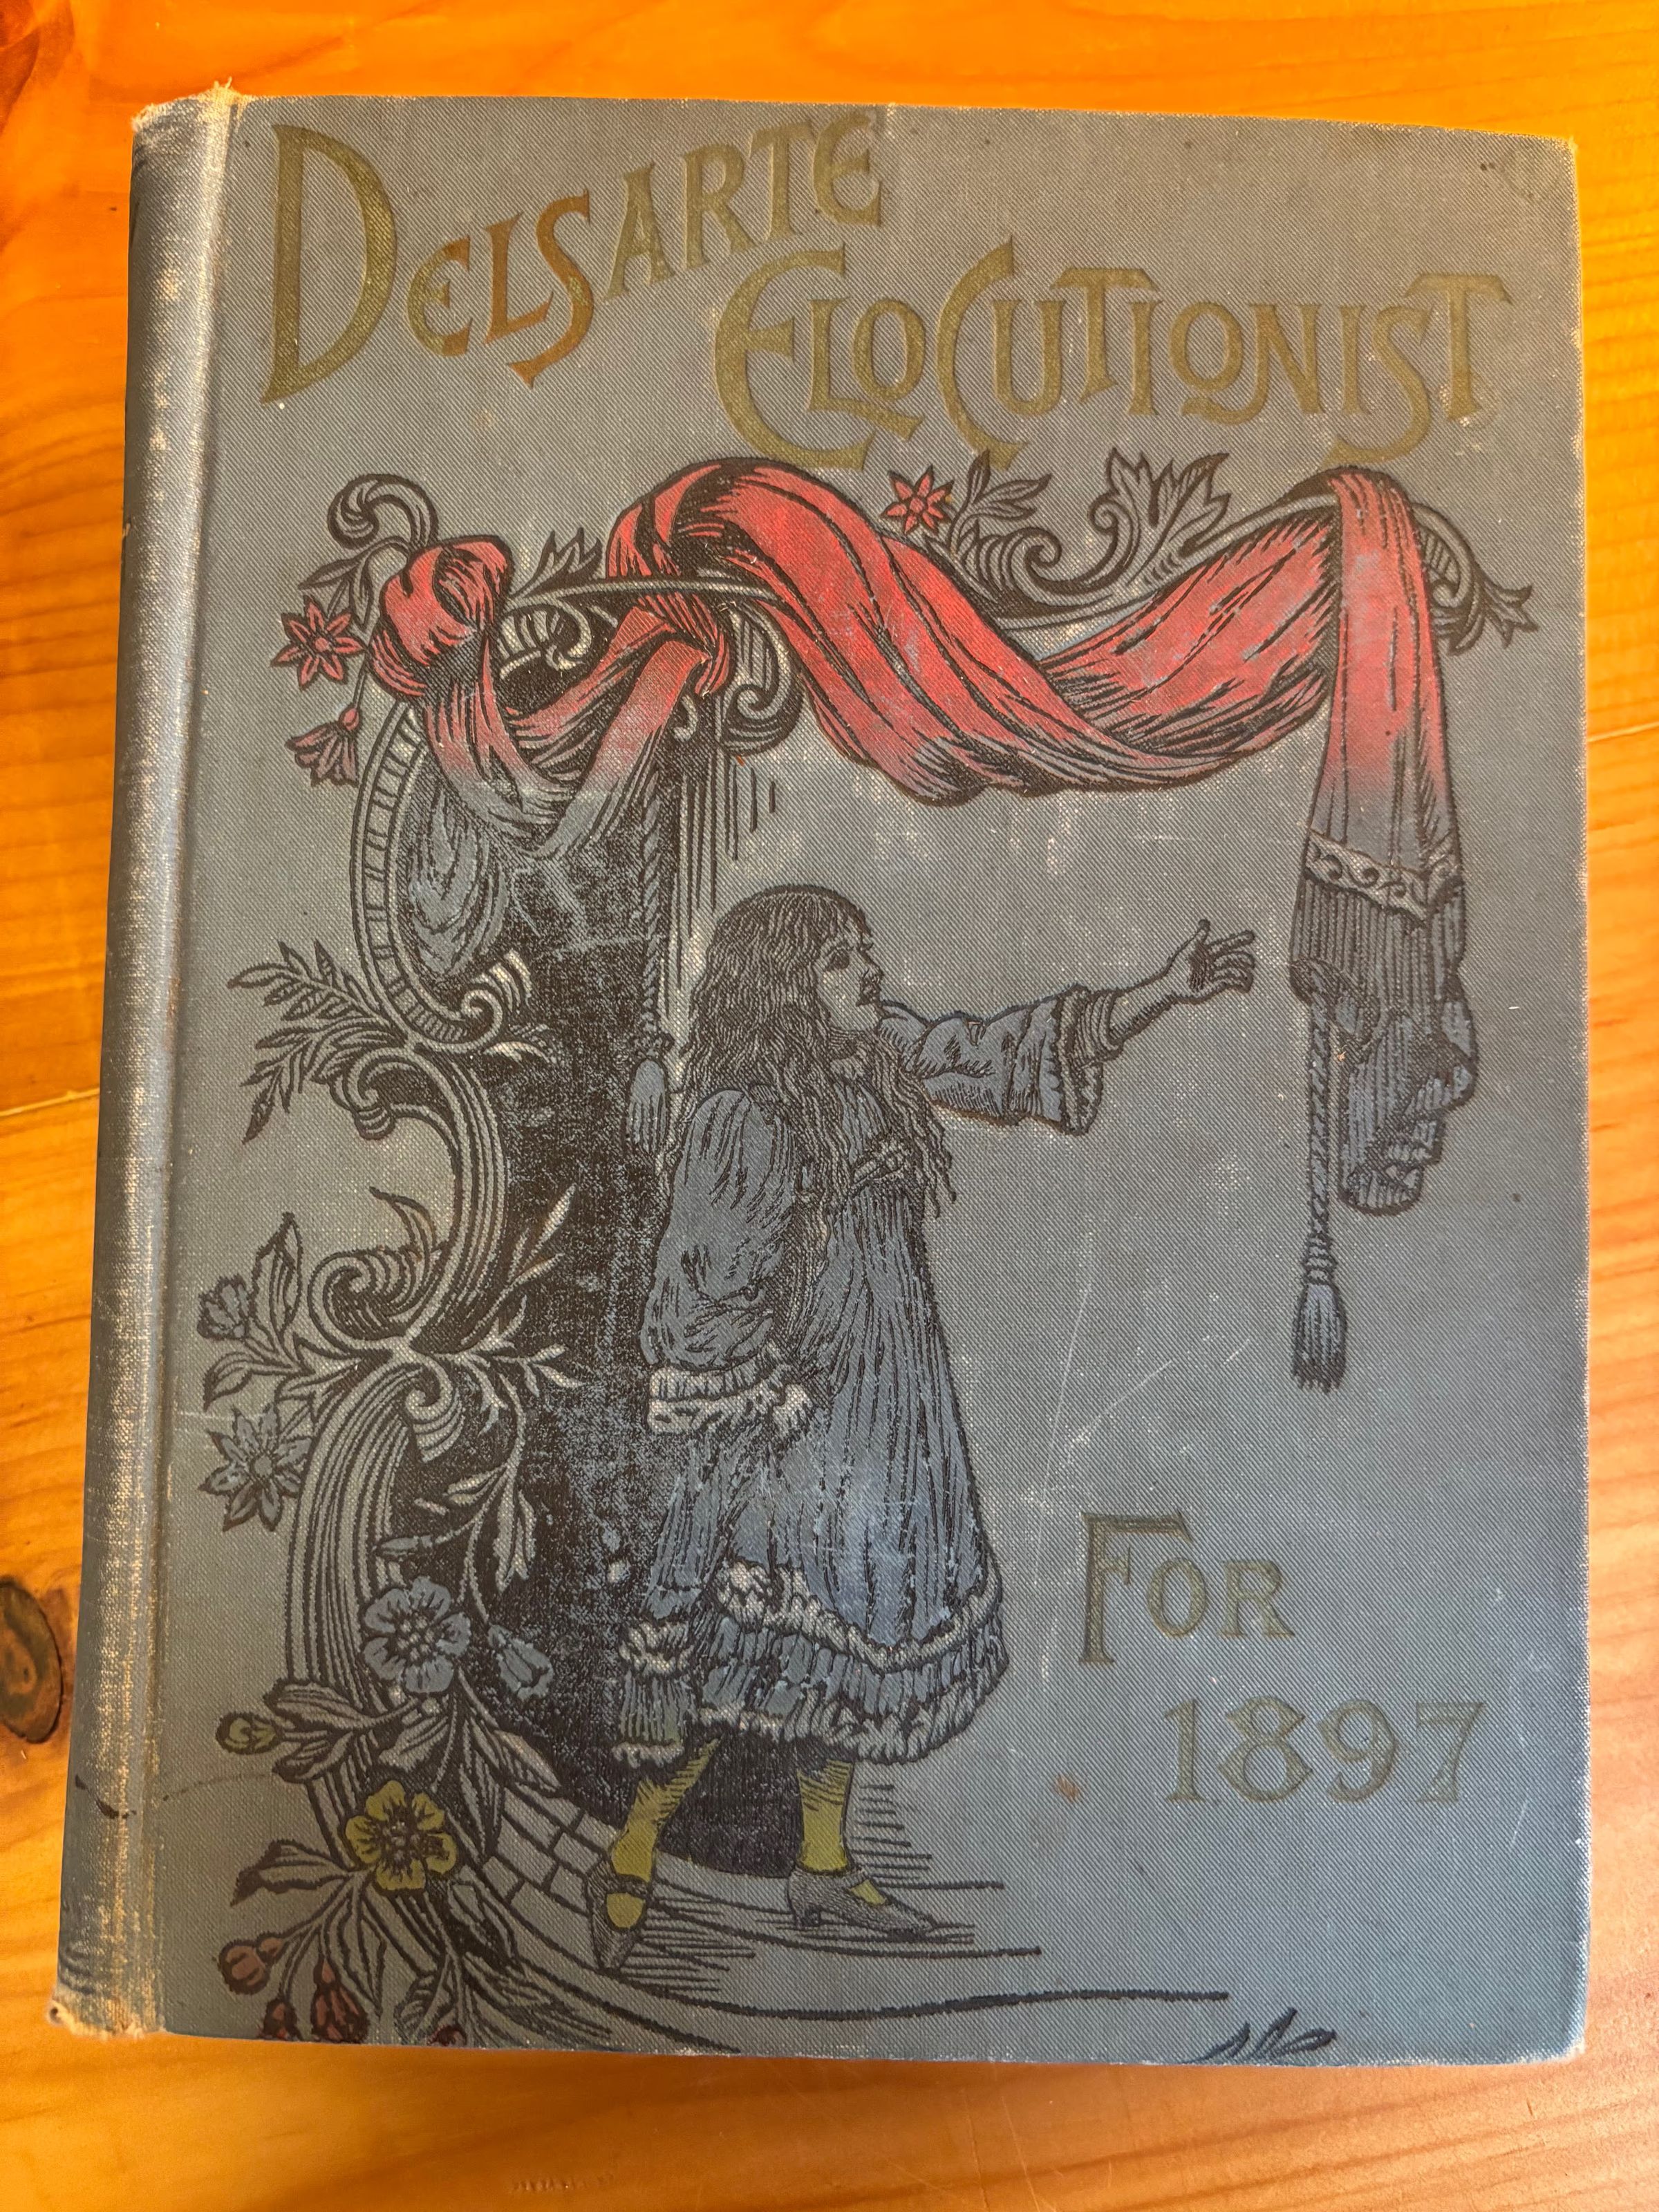 DELSARTE
ELOCUTIONIST
FOR
1897